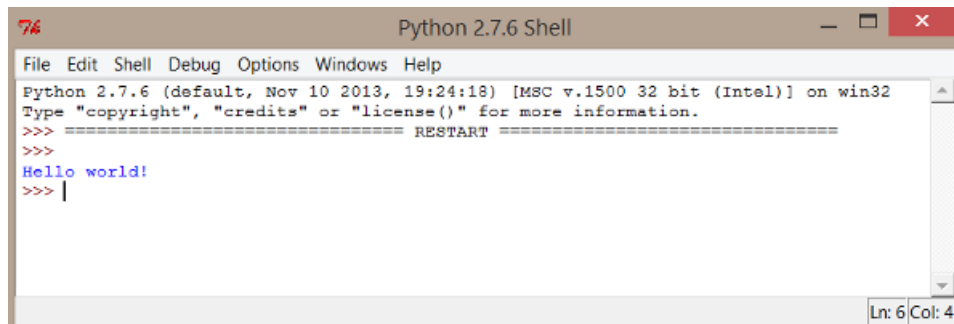 Python 2.7.6 Shell
File Edit Shell Debug Options Windows Help
Python 2.7.6 (default, Nov 10 2013, 19:24:18) [MSC v.1500 32 bit (Intel)] on win32
Type "copyright", "credits" or "license()" for more information.
>>> ================================ RESTART ================================
>>>
Hello world!
>>>
Ln: 6 Col: 4